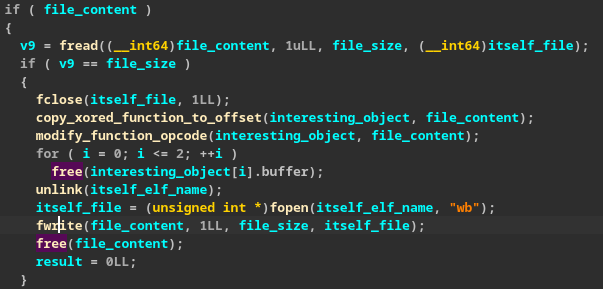 if ( file_content )
{
v9 = fread((__int64)file_content, 1uLL, file_size, (__int64)itself_file);
if ( v9 == file_size )
{
fclose(itself_file, 1LL);
copy_xored_function_to_offset(interesting_object, file_content);
modify_function_opcode(interesting_object, file_content);
for ( i = 0; i <= 2; ++i )
free(interesting_object[i].buffer);
unlink(itself_elf_name);
itself_file = (unsigned int *)fopen(itself_elf_name, "wb");
fwrite(file_content, 1LL, file_size, itself_file);
free(file_content);
result = 0LL;
}